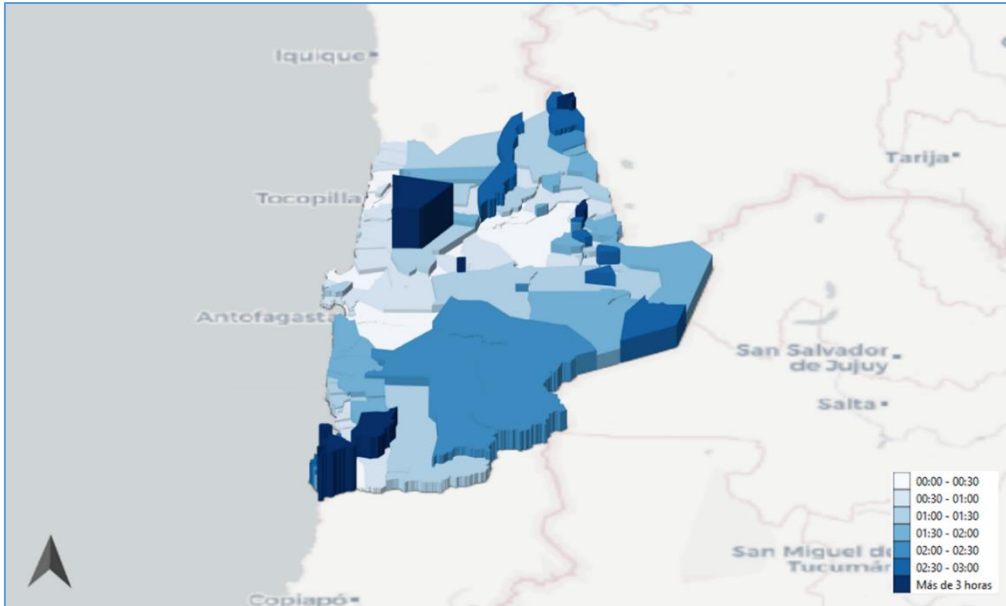 Iquique
Tarija
Tocopilla
Antofagasta
San Salvador
de Jujuy
Salta
00:00 - 00:30
00:30 - 01:00
01:00 - 01:30
01:30 - 02:00
02:00 - 02:30
02:30 - 03:00
Más de 3 horas
San Miguel de
Tucumán
Copiapó